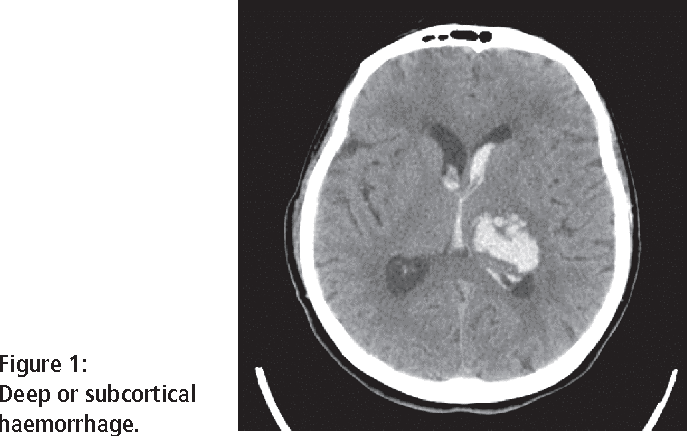 Figure 1:
Deep or subcortical
haemorrhage.